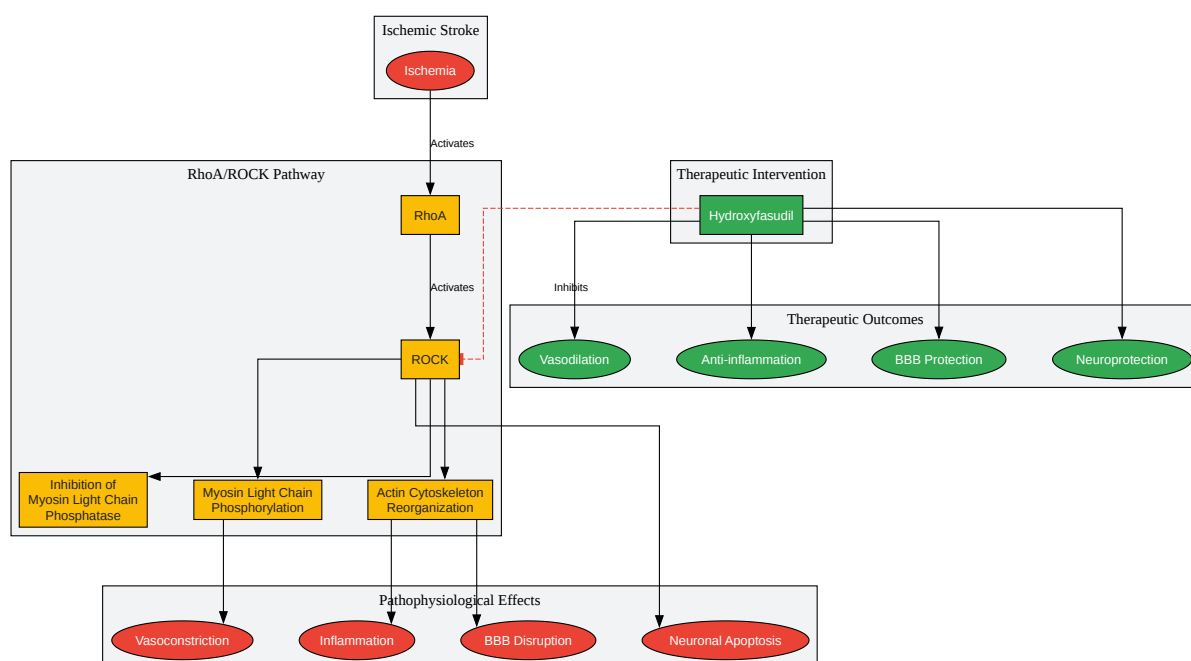 Ischemic Stroke
Ischemia
Activates
RhoA/ROCK Pathway
Therapeutic Intervention
RhoA
Hydroxyfasudil
Activates
Inhibits
Therapeutic Outcomes
ROCK
Vasodilation
Anti-inflammation
BBB Protection
Neuroprotection
Inhibition of
Myosin Light Chain
Phosphatase
Myosin Light Chain
Phosphorylation
Actin Cytoskeleton
Reorganization
Pathophysiological Effects
Vasoconstriction
Inflammation
BBB Disruption
Neuronal Apoptosis